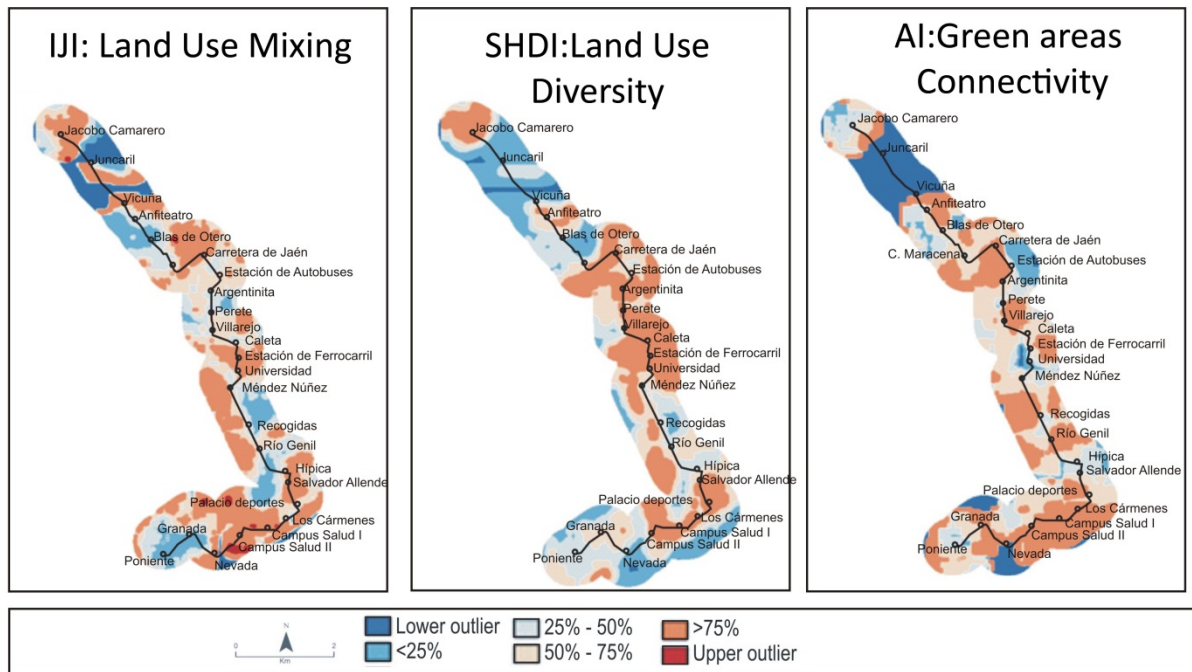 IJI: Land Use Mixing
Jacobo Camarero
Juncaril
Vicuña
Anfiteatro
Blas de Otero
Carretera de Jaén
Estación de Autobuses
Argentinita
Perete
Villarejo
Caleta
Estación de Ferrocarril
Universidad
Méndez Núñez
Recogidas
Río Genil
Hípica
Salvador Allende
Palacio deportes
Los Cármenes
Granada
Campus Salud I
Campus Salud II
Poniente
Nevada
SHDI:Land Use
Diversity
Jacobo Camarero
Juncaril
Vicuña
Anfiteatro
Blas de Otero
Carretera de Jaén
Estación de Autobuses
Argentinita
Perete
Villarejo
Caleta
Estación de Ferrocarril
Universidad
Méndez Núñez
Recogidas
Río Genil
Hípica
Salvador Allende
Palacio deportes
Los Cármenes
Granada
Campus Salud I
Campus Salud II
Poniente
Nevada
AI:Green areas
Connectivity
Jacobo Camarero
Juncaril
Vicuña
Anfiteatro
Blas de Otero
Carretera de Jaén
C. Maracena
Estación de Autobuses
Argentinita
Perete
Villarejo
Caleta
Estación de Ferrocarril
Universidad
Méndez Núñez
Recogidas
Río Genil
Hípica
Salvador Allende
Palacio deportes
Los Cármenes
Granada
Campus Salud I
Campus Salud II
Poniente
Nevada
N
0 2
Km
Lower outlier 25% - 50% >75%
<25% 50% - 75% Upper outlier